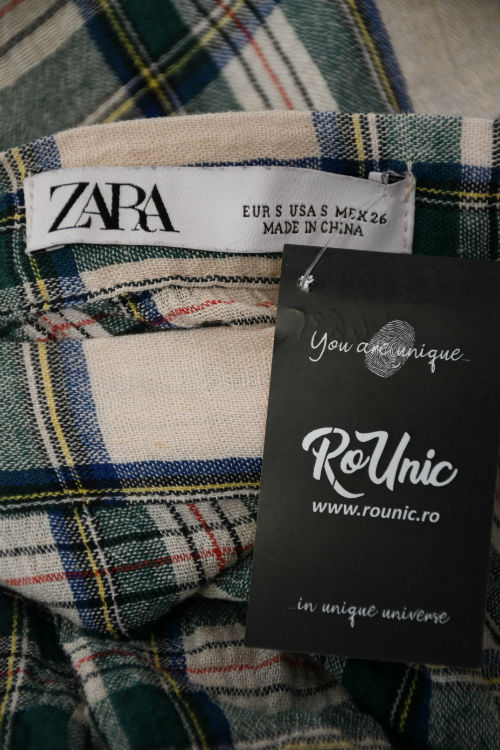 ZARA
EUR S USA S MEX 26
MADE IN CHINA
You are unique...
RoUnic
www.rounic.ro
...in unique universe